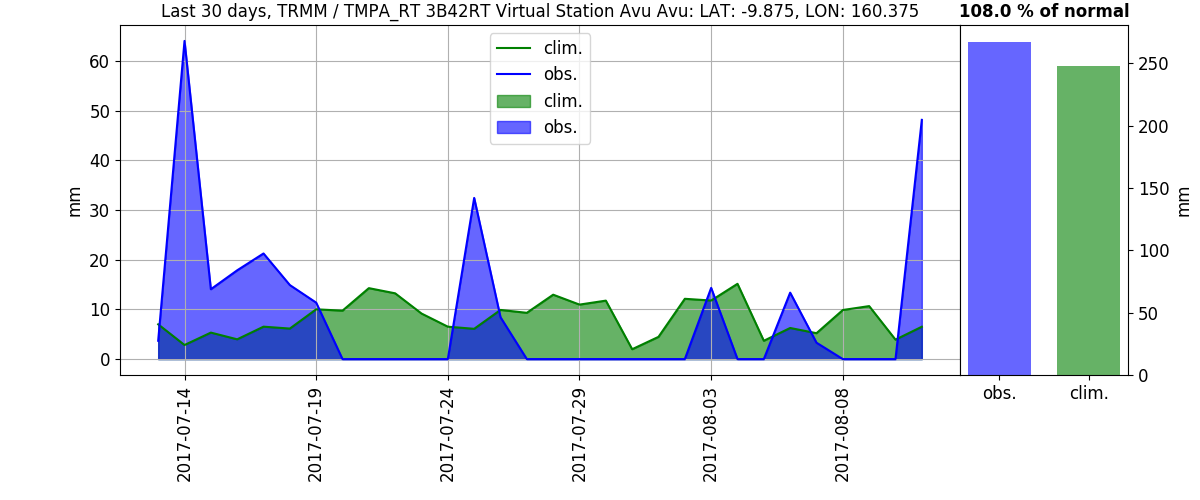 Last 30 days, TRMM / TMPA_RT 3B42RT Virtual Station Avu Avu: LAT: -9.875, LON: 160.375
108.0 % of normal
clim.
obs.
clim.
obs.
60
50
40
30
20
10
0
mm
2017-07-14
2017-07-19
2017-07-24
2017-07-29
2017-08-03
2017-08-08
250
200
150
100
50
0
mm
obs.
clim.